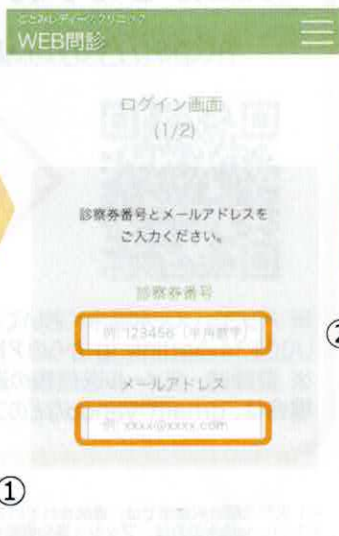 WEB問診
ログイン画面
(1/2)
診察券番号とメールアドレスを
ご入力ください。
診察券番号
例: 123456 (半角数字)
②
メールアドレス
例: xxxx@xxxx.com
①